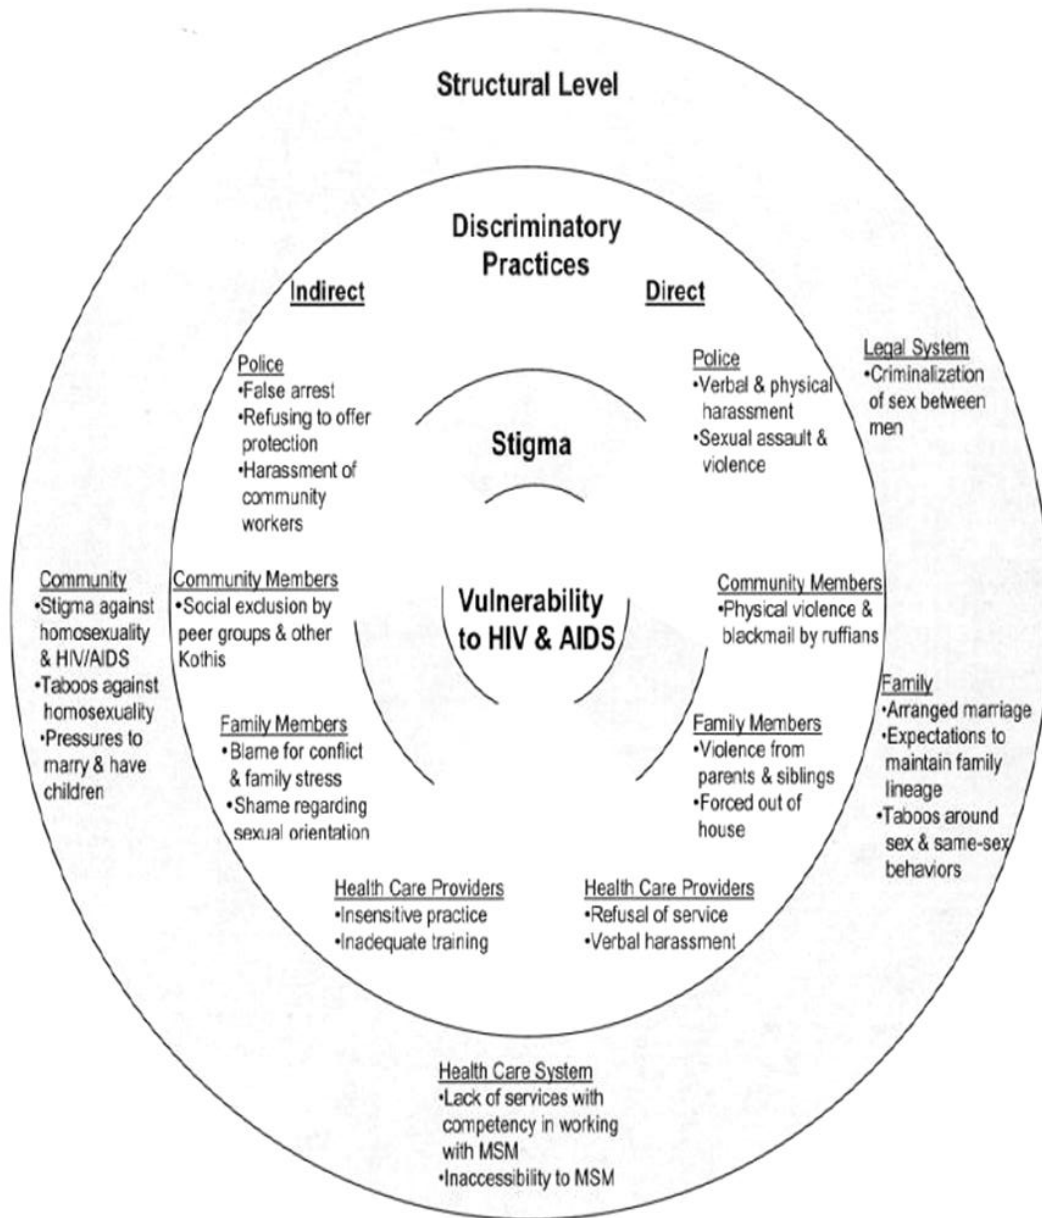 Structural Level
Discriminatory
Practices
Indirect
Direct
Police
•False arrest
•Refusing to offer
protection
•Harassment of
community
workers
Police
•Verbal & physical
harassment
•Sexual assault &
violence
Legal System
•Criminalization
of sex between
men
Stigma
Community
•Stigma against
homosexuality
& HIV/AIDS
•Taboos against
homosexuality
•Pressures to
marry & have
children
Community Members
•Social exclusion by
peer groups & other
Kothis
Vulnerability
to HIV & AIDS
Community Members
•Physical violence &
blackmail by ruffians
Family
•Arranged marriage
•Expectations to
maintain family
lineage
•Taboos around
sex & same-sex
behaviors
Family Members
•Blame for conflict
& family stress
•Shame regarding
sexual orientation
Family Members
•Violence from
parents & siblings
•Forced out of
house
Health Care Providers
•Insensitive practice
•Inadequate training
Health Care Providers
•Refusal of service
•Verbal harassment
Health Care System
•Lack of services with
competency in working
with MSM
•Inaccessibility to MSM